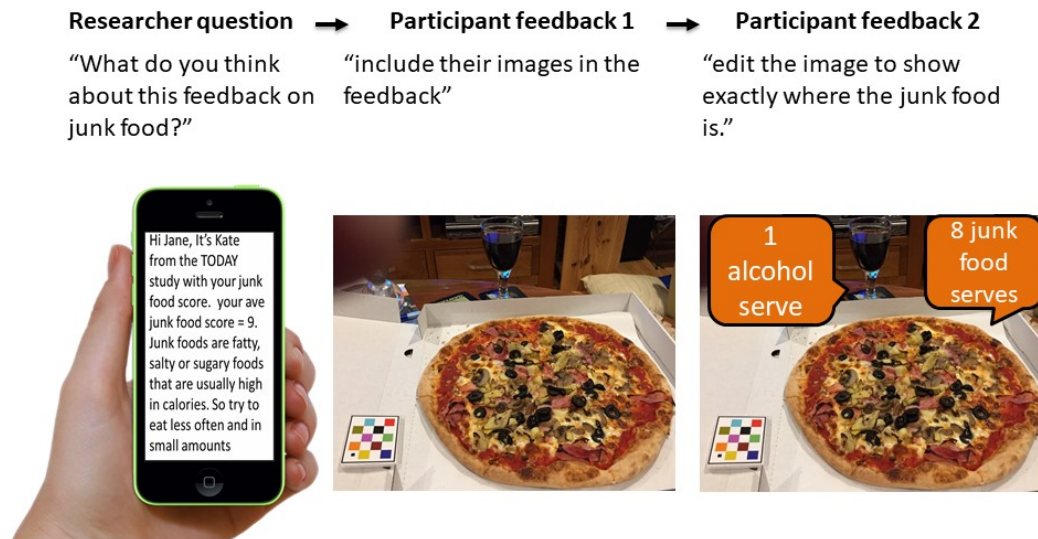 Researcher question
Participant feedback 1
Participant feedback 2
“What do you think
about this feedback on
junk food?”
“include their images in the
feedback”
“edit the image to show
exactly where the junk food
is.”
Hi Jane, It’s Kate
from the TODAY
study with your junk
food score.  your ave
junk food score = 9.
Junk foods are fatty,
salty or sugary foods
that are usually high
in calories. So try to
eat less often and in
small amounts
1
alcohol
serve
8 junk
food
serves